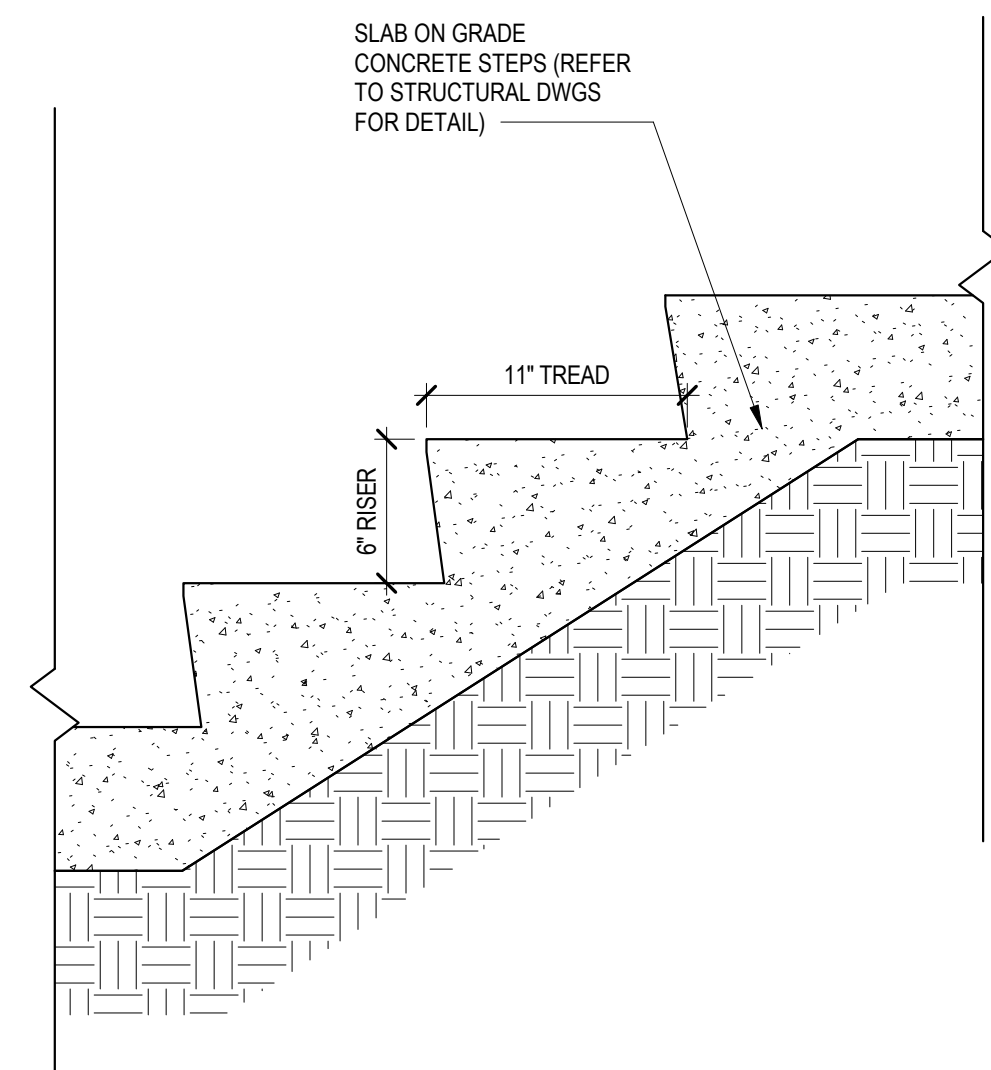 SLAB ON GRADE
CONCRETE STEPS (REFER
TO STRUCTURAL DWGS
FOR DETAIL)
11" TREAD
6" RISER